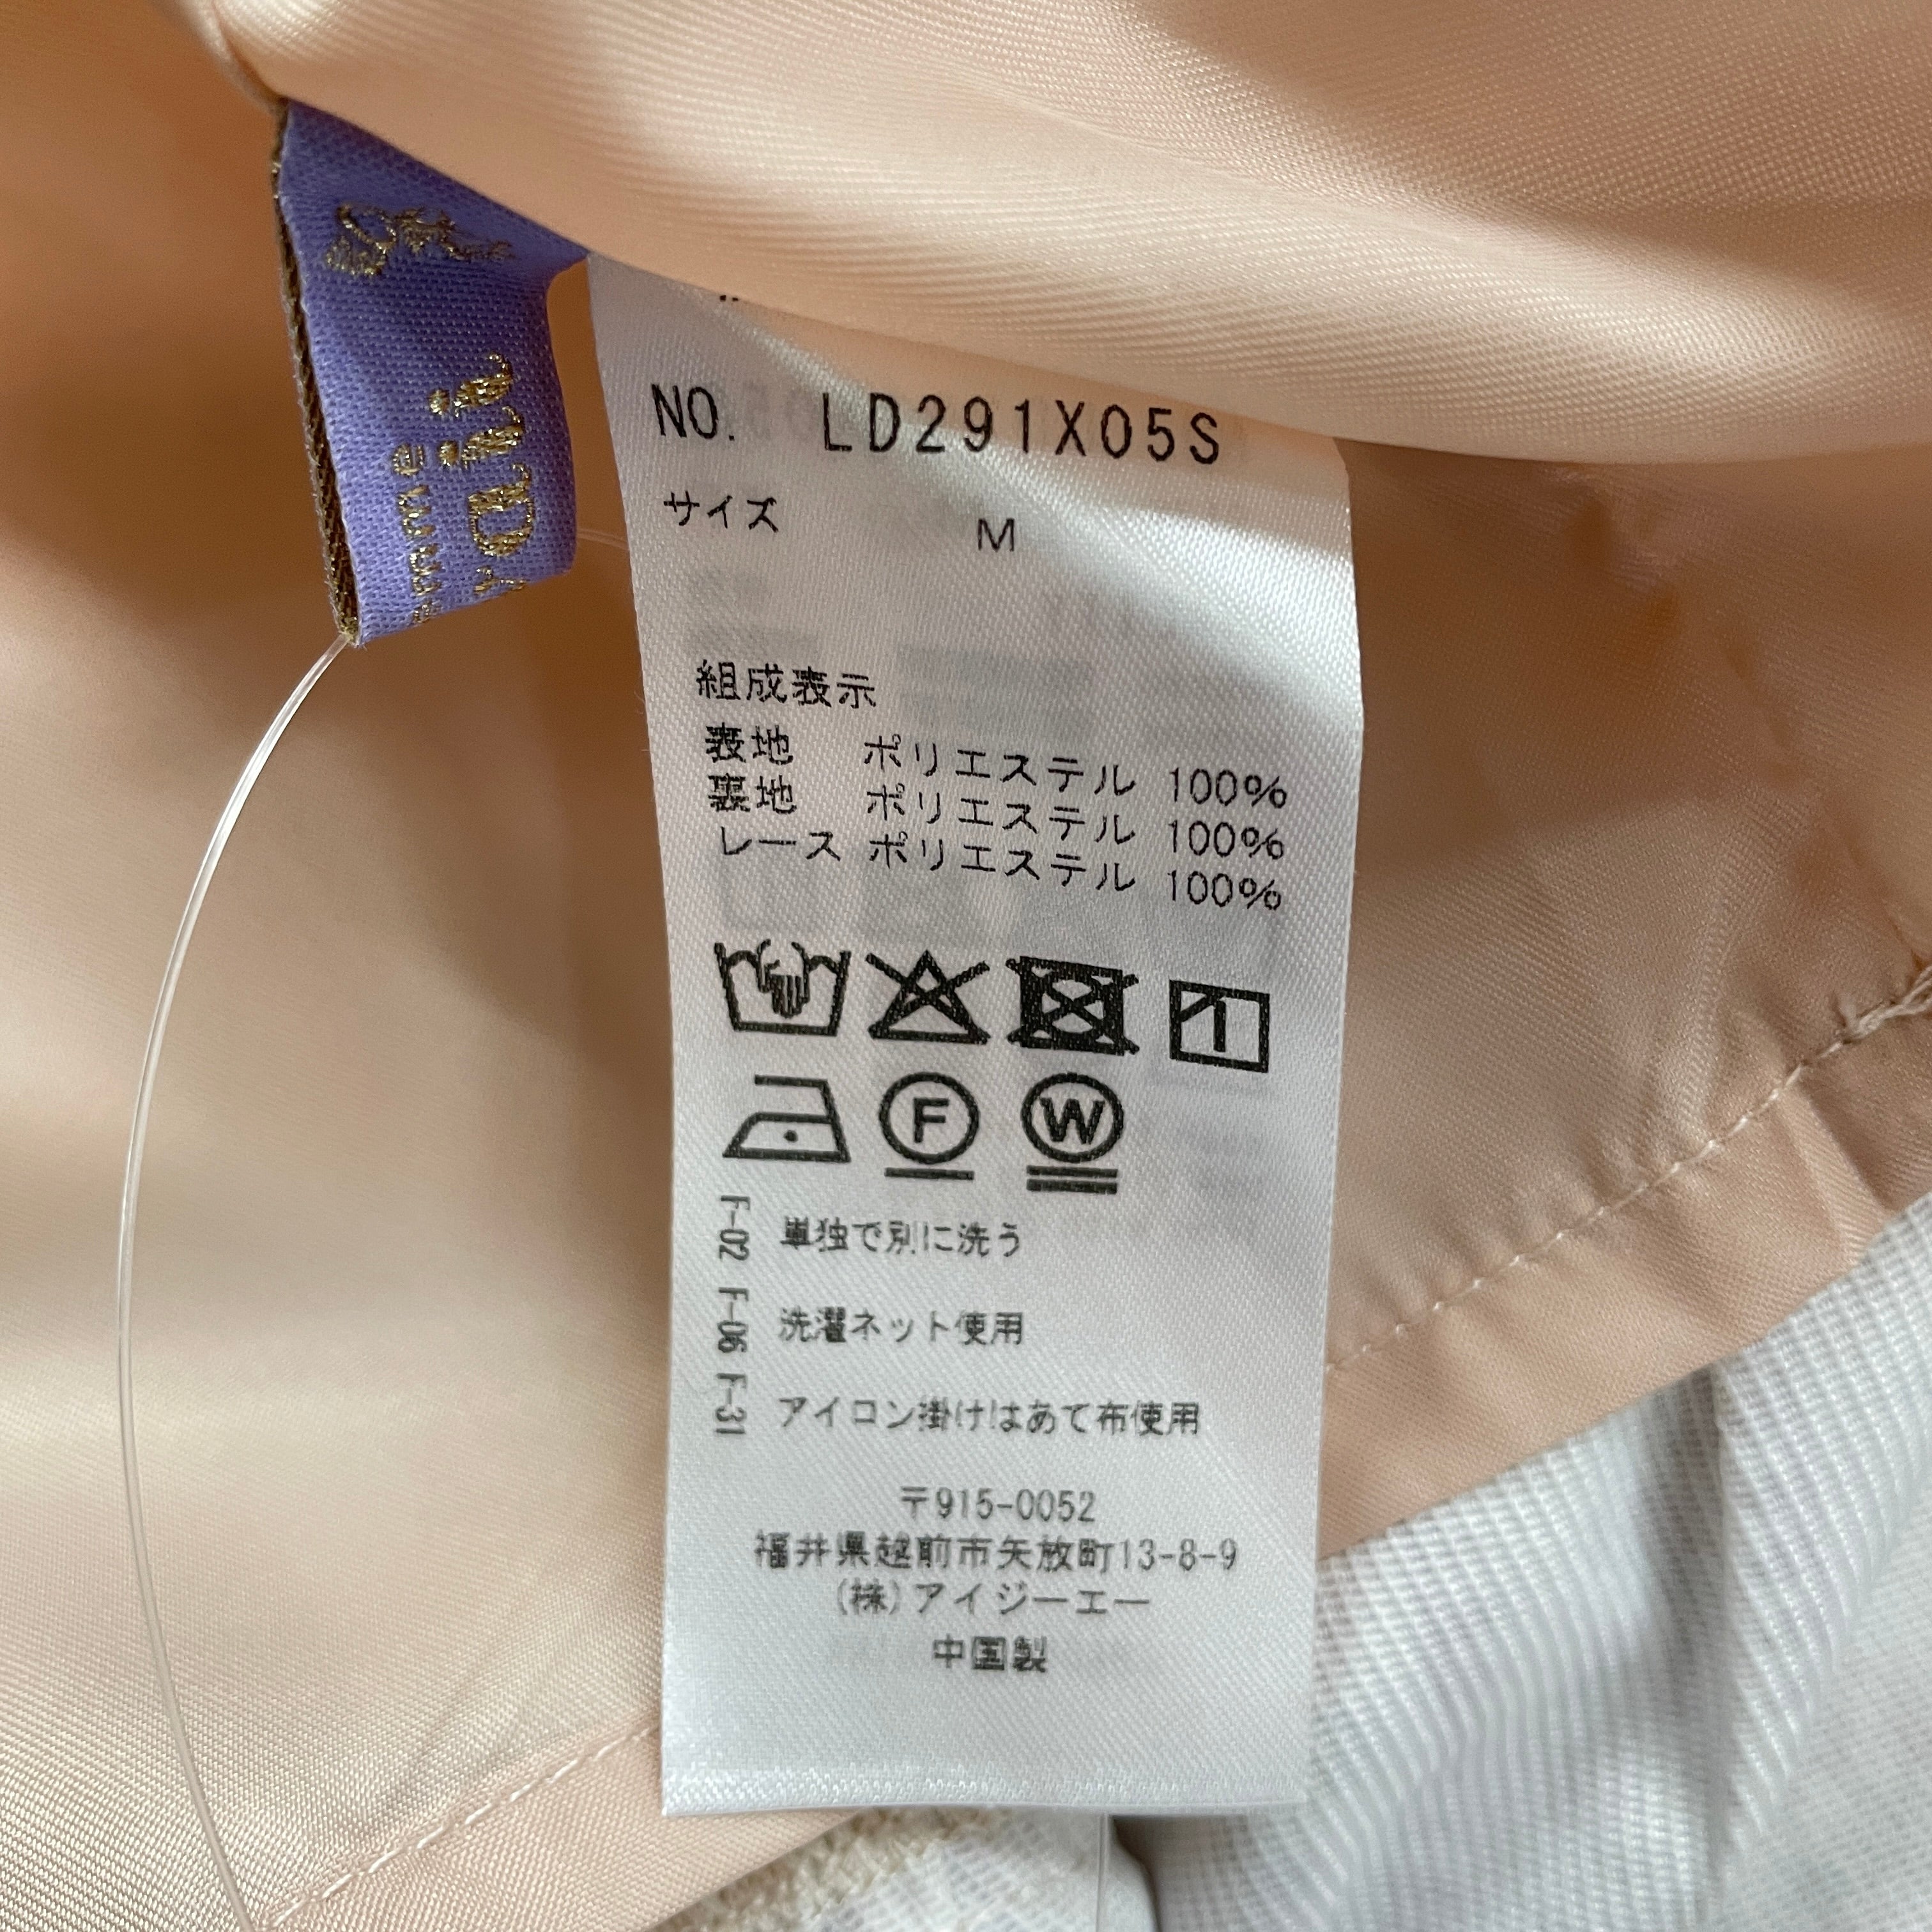 NO. LD291X05S
サイズ M
組成表示
表地 ポリエステル 100%
裏地 ポリエステル 100%
レース ポリエステル 100%
F
W
F-02 単独で別に洗う
F-06 洗濯ネット使用
F-31 アイロン掛けはあて布使用
〒915-0052
福井県越前市矢放町13-8-9
(株)アイジーエー
中国製